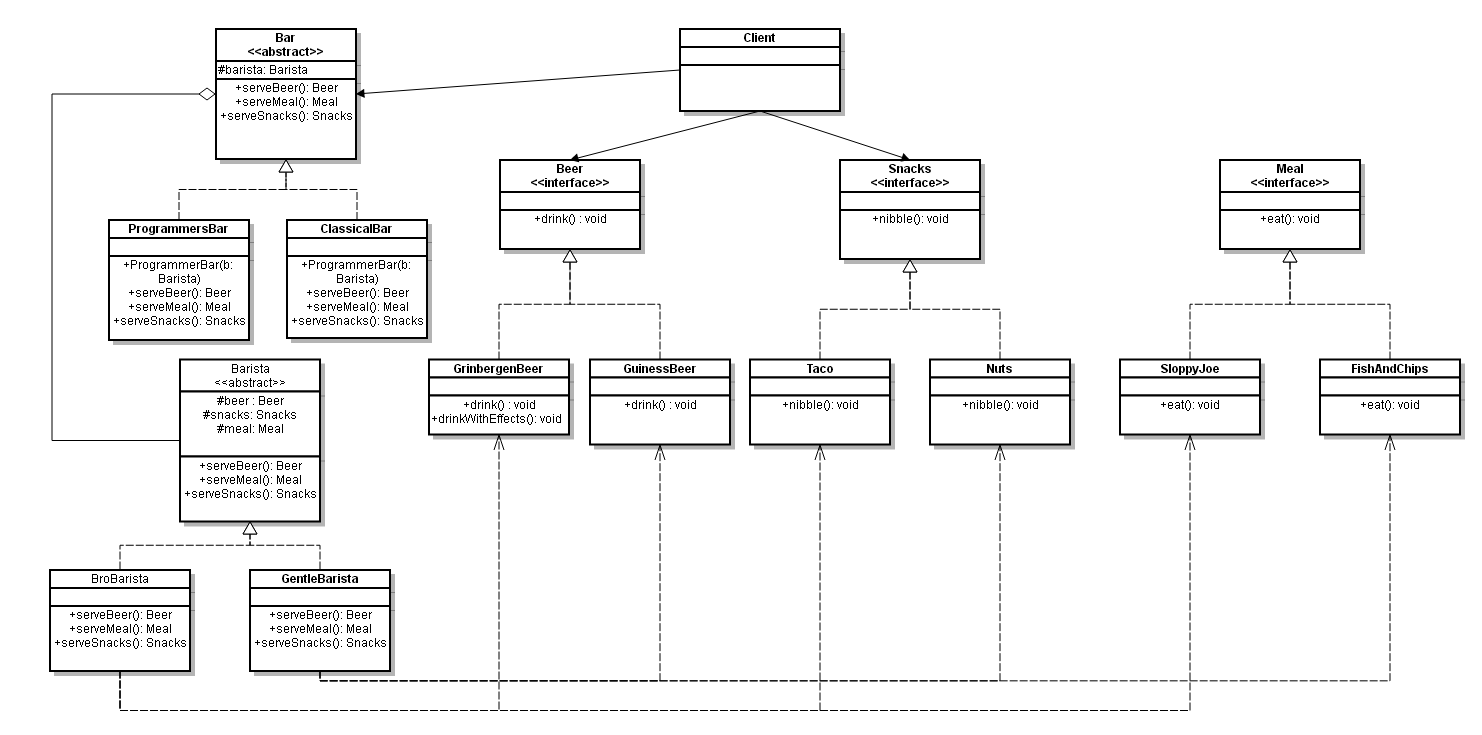 Bar
<<abstract>>
#barista: Barista
+serveBeer(): Beer
+serveMeal(): Meal
+serveSnacks(): Snacks
Client
Beer
<<interface>>
+drink() : void
Snacks
<<interface>>
+nibble(): void
Meal
<<interface>>
+eat(): void
ProgrammersBar
+ProgrammerBar(b:
Barista)
+serveBeer(): Beer
+serveMeal(): Meal
+serveSnacks(): Snacks
ClassicalBar
+ProgrammerBar(b:
Barista)
+serveBeer(): Beer
+serveMeal(): Meal
+serveSnacks(): Snacks
Barista
<<abstract>>
#beer : Beer
#snacks: Snacks
#meal: Meal
+serveBeer(): Beer
+serveMeal(): Meal
+serveSnacks(): Snacks
GrinbergenBeer
+drink() : void
+drinkWithEffects(): void
GuinessBeer
+drink() : void
Taco
+nibble(): void
Nuts
+nibble(): void
SloppyJoe
+eat(): void
FishAndChips
+eat(): void
BroBarista
+serveBeer(): Beer
+serveMeal(): Meal
+serveSnacks(): Snacks
GentleBarista
+serveBeer(): Beer
+serveMeal(): Meal
+serveSnacks(): Snacks